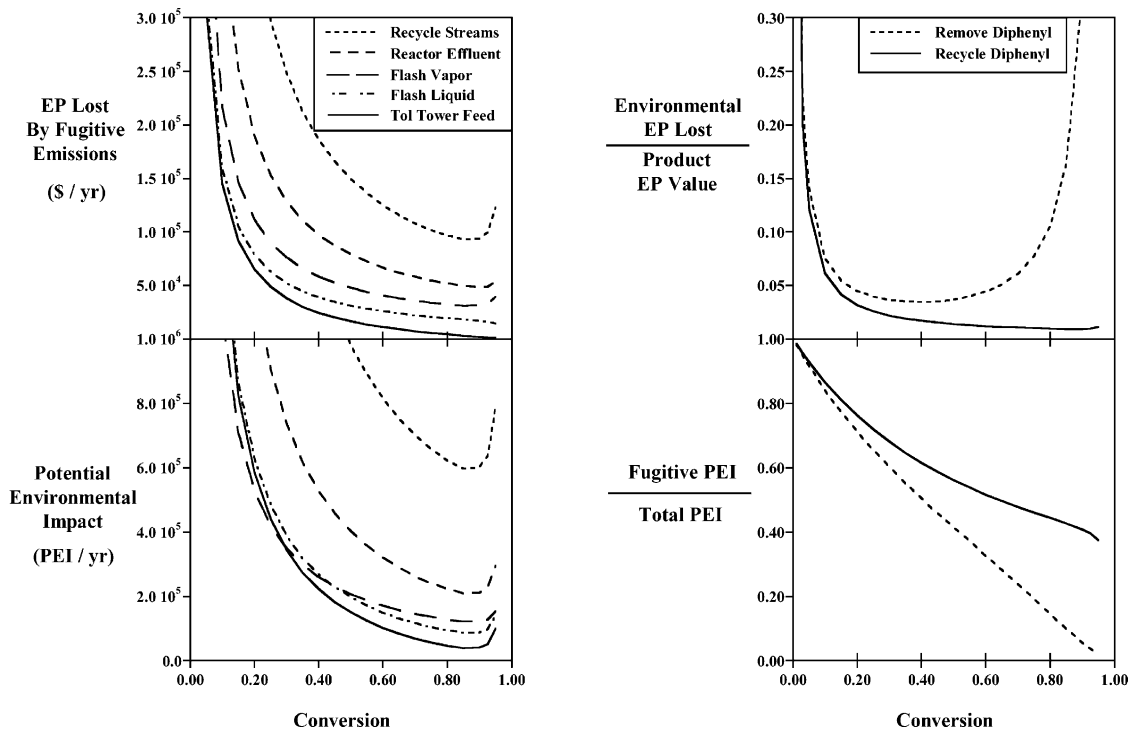 3.0 10⁵
2.5 10⁵
2.0 10⁵
1.5 10⁵
1.0 10⁵
5.0 10⁴
1.0 10⁶
EP Lost
By Fugitive
Emissions
($ / yr)
Recycle Streams
Reactor Effluent
Flash Vapor
Flash Liquid
Tol Tower Feed
8.0 10⁵
6.0 10⁵
4.0 10⁵
2.0 10⁵
0.0
Potential
Environmental
Impact
(PEI / yr)
0.00 0.20 0.40 0.60 0.80 1.00
Conversion
0.30
0.25
0.20
0.15
0.10
0.05
1.00
Environmental
EP Lost
Product
EP Value
Remove Diphenyl
Recycle Diphenyl
0.80
0.60
0.40
0.20
0.00
Fugitive PEI
Total PEI
0.00 0.20 0.40 0.60 0.80 1.00
Conversion